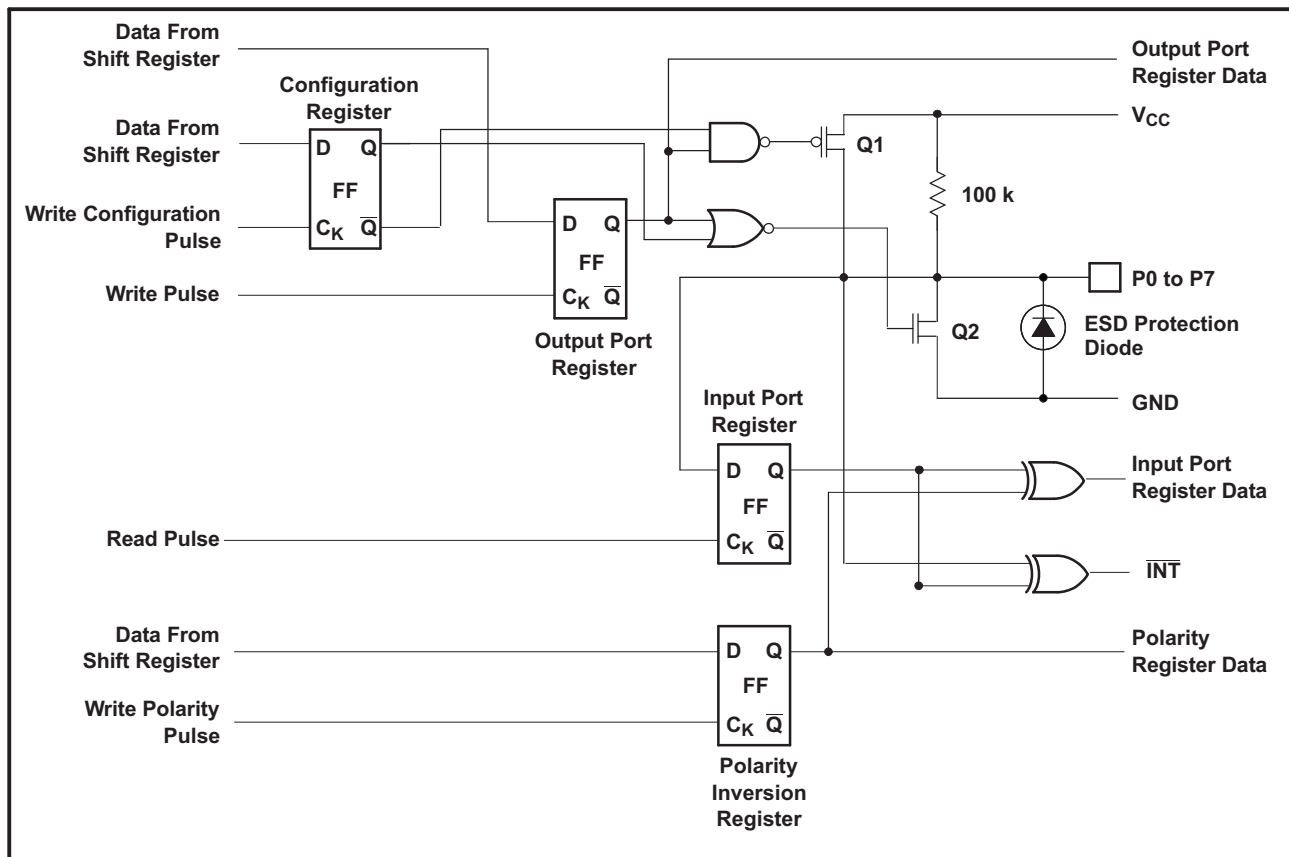 Data From
Shift Register
Output Port
Register Data
Configuration
Register
Data From
Shift Register
D Q
FF
CK Q̅
Write Configuration
Pulse
VCC
Q1
100 k
D Q
FF
CK Q̅
Write Pulse
Output Port
Register
P0 to P7
Q2
ESD Protection
Diode
GND
Input Port
Register
D Q
FF
CK Q̅
Read Pulse
Input Port
Register Data
I̅N̅T̅
Data From
Shift Register
D Q
FF
CK Q̅
Write Polarity
Pulse
Polarity
Register Data
Polarity
Inversion
Register